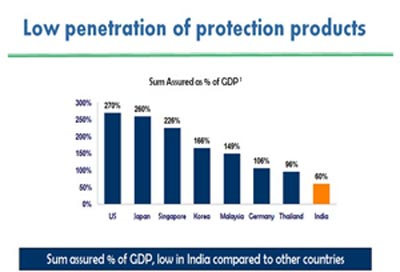 Low penetration of protection products
Sum Assured as % of GDP 1
300%
250%
200%
150%
100%
50%
0%
270%
260%
226%
166%
149%
106%
96%
60%
US
Japan
Singapore
Korea
Malaysia
Germany
Thailand
India
Sum assured % of GDP, low in India compared to other countries